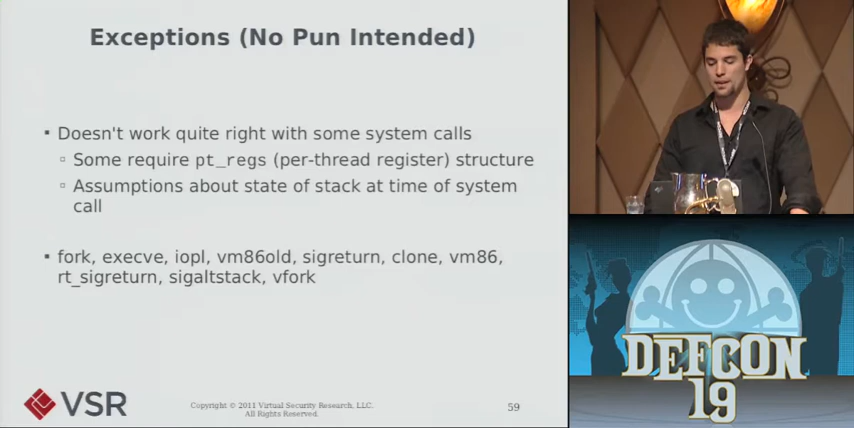 Exceptions (No Pun Intended)
▪ Doesn't work quite right with some system calls
▫ Some require pt_regs (per-thread register) structure
▫ Assumptions about state of stack at time of system
call
▪ fork, execve, iopl, vm86old, sigreturn, clone, vm86,
rt_sigreturn, sigaltstack, vfork
VSR
Copyright © 2011 Virtual Security Research, LLC.
All Rights Reserved.
59
DEFCON
19